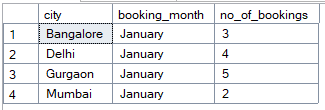 city booking_month no_of_bookings
1 Bangalore January 3
2 Delhi January 4
3 Gurgaon January 5
4 Mumbai January 2